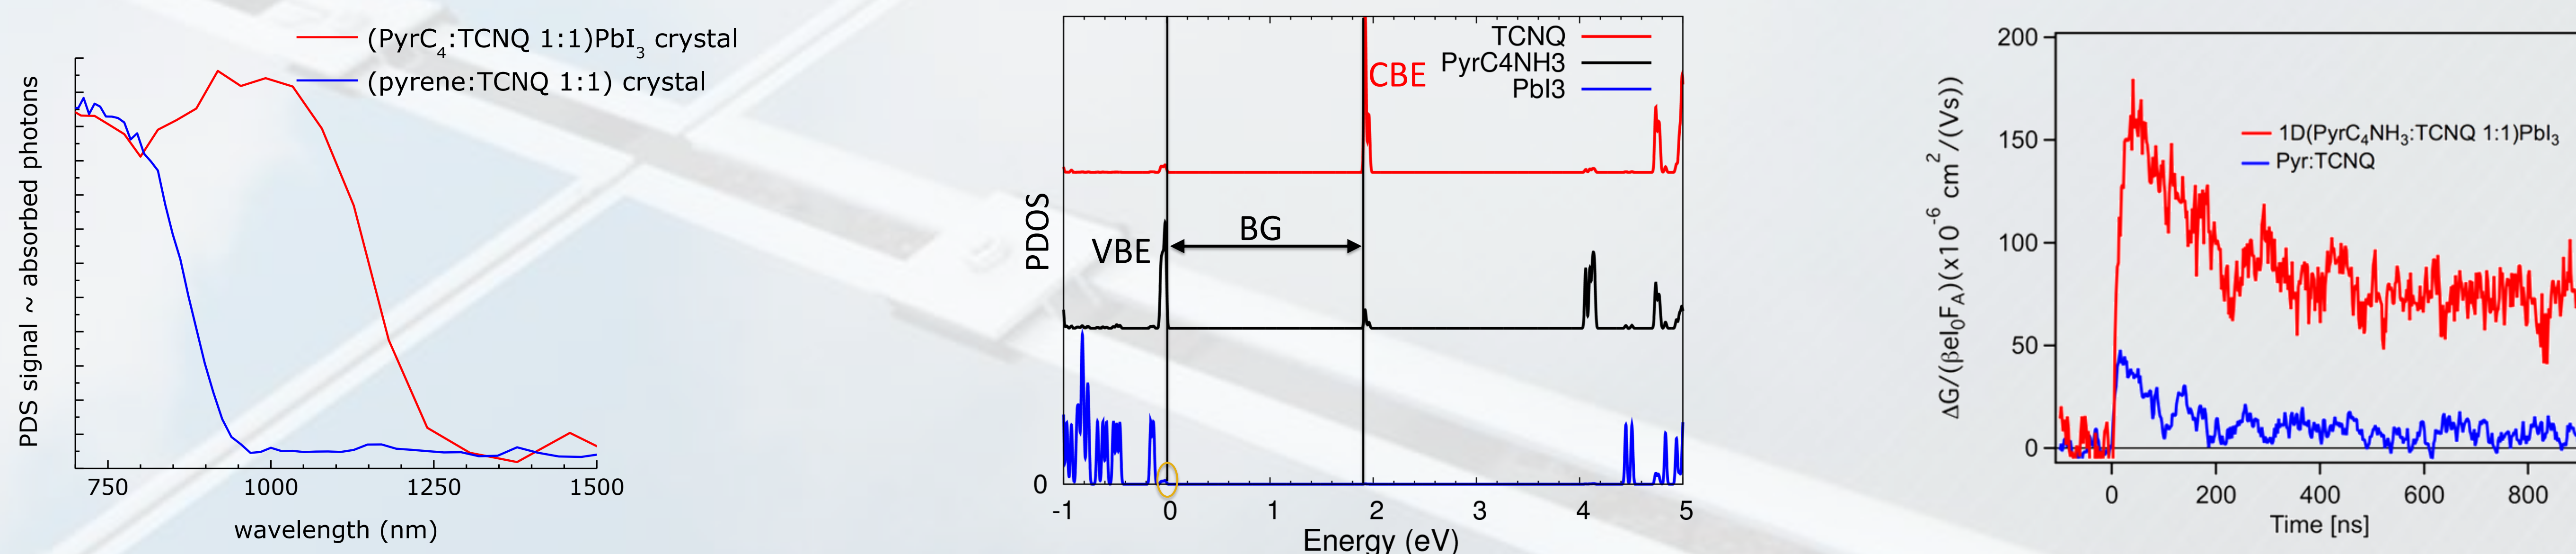 (PyrC4:TCNQ 1:1)PbI3 crystal
(pyrene:TCNQ 1:1) crystal
PDS signal ~ absorbed photons
750 1000 1250 1500
wavelength (nm)
TCNQ
PyrC4NH3
PbI3
CBE
VBE
BG
PDOS
0
-1 0 1 2 3 4 5
Energy (eV)
200
150
100
50
0
ΔG/(βeI0FA)(x10-6 cm2/(Vs))
1D(PyrC4NH3:TCNQ 1:1)PbI3
Pyr:TCNQ
0 200 400 600 800
Time [ns]